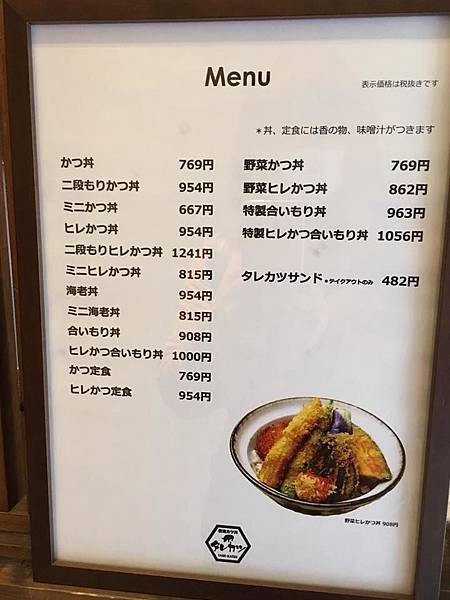 Menu
表示価格は税抜きです
＊丼、定食には香の物、味噌汁がつきます
かつ丼 769円
二段もりかつ丼 954円
ミニかつ丼 667円
ヒレかつ丼 954円
二段もりヒレかつ丼 1241円
ミニヒレかつ丼 815円
海老丼 954円
ミニ海老丼 815円
合いもり丼 908円
ヒレかつ合いもり丼 1000円
かつ定食 769円
ヒレかつ定食 954円
野菜かつ丼 769円
野菜ヒレかつ丼 862円
特製合いもり丼 963円
特製ヒレかつ合いもり丼 1056円
タレカツサンド ＊テイクアウトのみ 482円
野菜ヒレかつ丼 908円
新潟カツ丼
タレカツ
TARE-KATSU